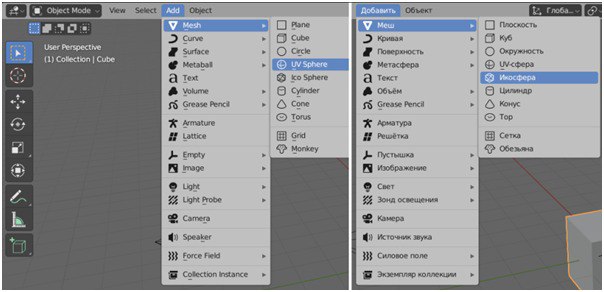 Object Mode
View
Select
Add
Object
User Perspective
(1) Collection | Cube
Mesh
Curve
Surface
Metaball
Text
Volume
Grease Pencil
Armature
Lattice
Empty
Image
Light
Light Probe
Camera
Speaker
Force Field
Collection Instance
Plane
Cube
Circle
UV Sphere
Ico Sphere
Cylinder
Cone
Torus
Grid
Monkey
Добавить
Объект
Глоба...
Меш
Кривая
Поверхность
Метасфера
Текст
Объём
Grease Pencil
Арматура
Решётка
Пустышка
Изображение
Свет
Зонд освещения
Камера
Источник звука
Силовое поле
Экземпляр коллекции
Плоскость
Куб
Окружность
UV-сфера
Икосфера
Цилиндр
Конус
Тор
Сетка
Обезьяна